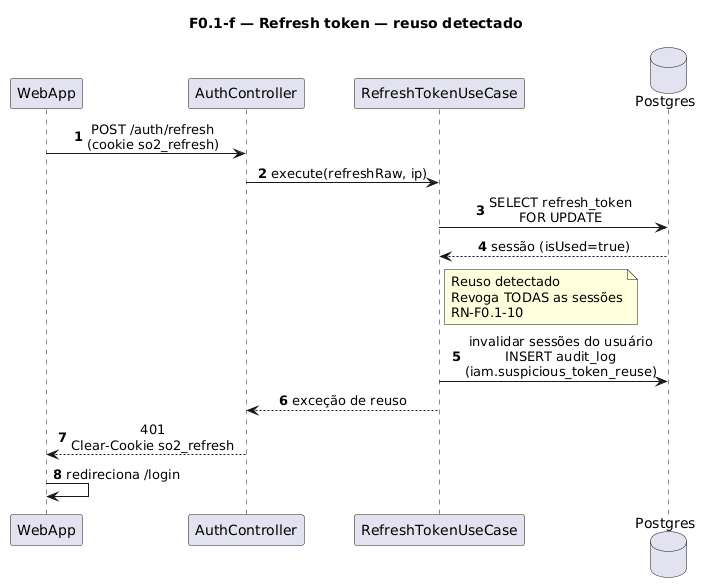 F0.1-f — Refresh token — reuso detectado
WebApp
AuthController
RefreshTokenUseCase
Postgres
1 POST /auth/refresh
(cookie so2_refresh)
2 execute(refreshRaw, ip)
3 SELECT refresh_token
FOR UPDATE
4 sessão (isUsed=true)
Reuso detectado
Revoga TODAS as sessões
RN-F0.1-10
5 invalidar sessões do usuário
INSERT audit_log
(iam.suspicious_token_reuse)
6 exceção de reuso
7 401
Clear-Cookie so2_refresh
8 redireciona /login
WebApp
AuthController
RefreshTokenUseCase
Postgres